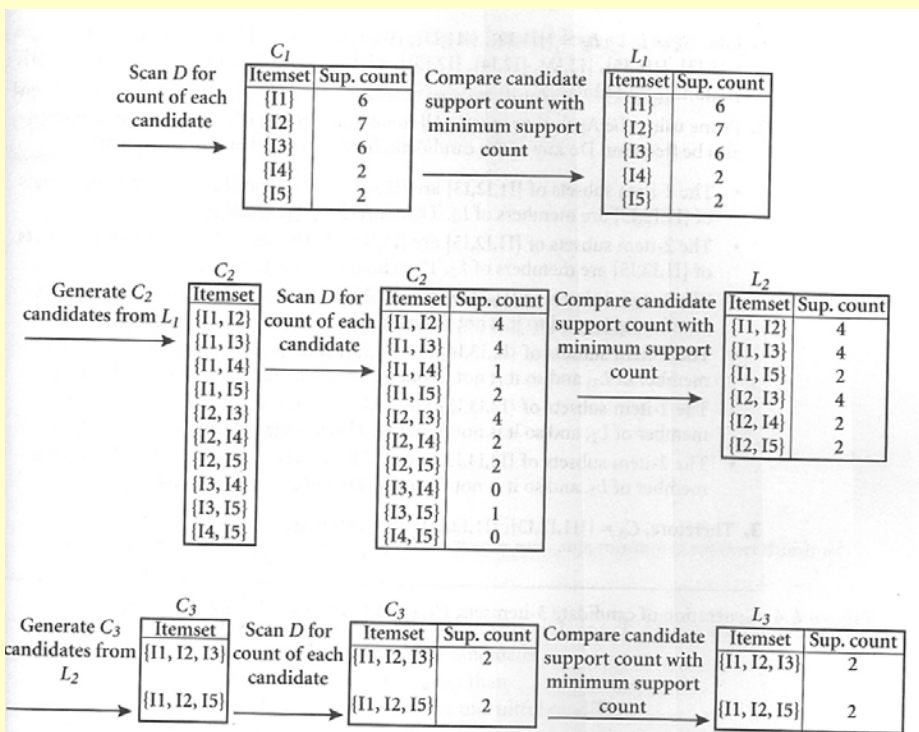 Scan D for
count of each
candidate
C1
Itemset Sup. count
{I1} 6
{I2} 7
{I3} 6
{I4} 2
{I5} 2
Compare candidate
support count with
minimum support
count
L1
Itemset Sup. count
{I1} 6
{I2} 7
{I3} 6
{I4} 2
{I5} 2
Generate C2
candidates from L1
C2
Itemset
{I1, I2}
{I1, I3}
{I1, I4}
{I1, I5}
{I2, I3}
{I2, I4}
{I2, I5}
{I3, I4}
{I3, I5}
{I4, I5}
Scan D for
count of each
candidate
C2
Itemset Sup. count
{I1, I2} 4
{I1, I3} 4
{I1, I4} 1
{I1, I5} 2
{I2, I3} 4
{I2, I4} 2
{I2, I5} 2
{I3, I4} 0
{I3, I5} 1
{I4, I5} 0
Compare candidate
support count with
minimum support
count
L2
Itemset Sup. count
{I1, I2} 4
{I1, I3} 4
{I1, I5} 2
{I2, I3} 4
{I2, I4} 2
{I2, I5} 2
Generate C3
candidates from
L2
C3
Itemset
{I1, I2, I3}
{I1, I2, I5}
Scan D for
count of each
candidate
C3
Itemset Sup. count
{I1, I2, I3} 2
{I1, I2, I5} 2
Compare candidate
support count with
minimum support
count
L3
Itemset Sup. count
{I1, I2, I3} 2
{I1, I2, I5} 2